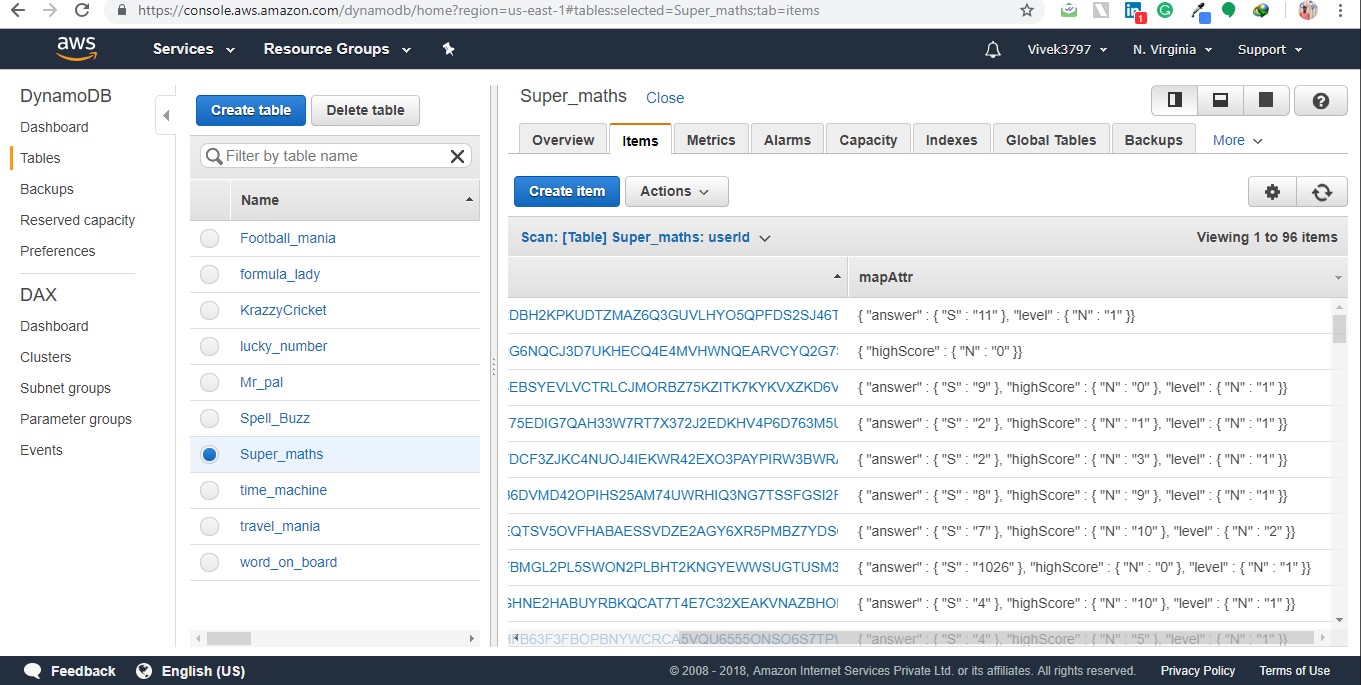 https://console.aws.amazon.com/dynamodb/home?region=us-east-1#tables:selected=Super_maths;tab=items
1
aws
Services
Resource Groups
Vivek3797
N. Virginia
Support
DynamoDB
Dashboard
Tables
Backups
Reserved capacity
Preferences
DAX
Dashboard
Clusters
Subnet groups
Parameter groups
Events
Create table
Delete table
Filter by table name
Name
Football_mania
formula_lady
KrazzyCricket
lucky_number
Mr_pal
Spell_Buzz
Super_maths
time_machine
travel_mania
word_on_board
Super_maths Close
Overview Items Metrics Alarms Capacity Indexes Global Tables Backups More
Create item Actions
Scan: [Table] Super_maths: userId Viewing 1 to 96 items
mapAttr
DBH2KPKUDTZMAZ6Q3GUVLHYO5QPFDS2SJ46T { "answer" : { "S" : "11" }, "level" : { "N" : "1" }}
G6NQCJ3D7UKHECQ4E4MVHWNQEARVCYQ2G7 { "highScore" : { "N" : "0" }}
EBSYEVLVCTRLCJMORBZ75KZITK7KYKVXZKD6V { "answer" : { "S" : "9" }, "highScore" : { "N" : "0" }, "level" : { "N" : "1" }}
75EDIG7QAH33W7RT7X372J2EDKHV4P6D763M5U { "answer" : { "S" : "2" }, "highScore" : { "N" : "1" }, "level" : { "N" : "1" }}
DCF3ZJKC4NUOJ4IEKWR42EXO3PAYPIRW3BWR { "answer" : { "S" : "2" }, "highScore" : { "N" : "3" }, "level" : { "N" : "1" }}
6DVMD42OPIHS25AM74UWRHIQ3NG7TSSFGSI2F { "answer" : { "S" : "8" }, "highScore" : { "N" : "9" }, "level" : { "N" : "1" }}
QTSV5OVFHABAESSVDZE2AGY6XR5PMBZ7YDS { "answer" : { "S" : "7" }, "highScore" : { "N" : "10" }, "level" : { "N" : "2" }}
BMGL2PL5SWON2PLBHT2KNGYEWWSUGTUSM3 { "answer" : { "S" : "1026" }, "highScore" : { "N" : "0" }, "level" : { "N" : "1" }}
HNE2HABUYRBKQCAT7T4E7C32XEAKVNAZBHO { "answer" : { "S" : "4" }, "highScore" : { "N" : "10" }, "level" : { "N" : "1" }}
{ "answer" : { "S" : "4" }, "highScore" : { "N" : "5" }, "level" : { "N" : "1" }}
Feedback English (US) © 2008 - 2018, Amazon Internet Services Private Ltd. or its affiliates. All rights reserved. Privacy Policy Terms of Use